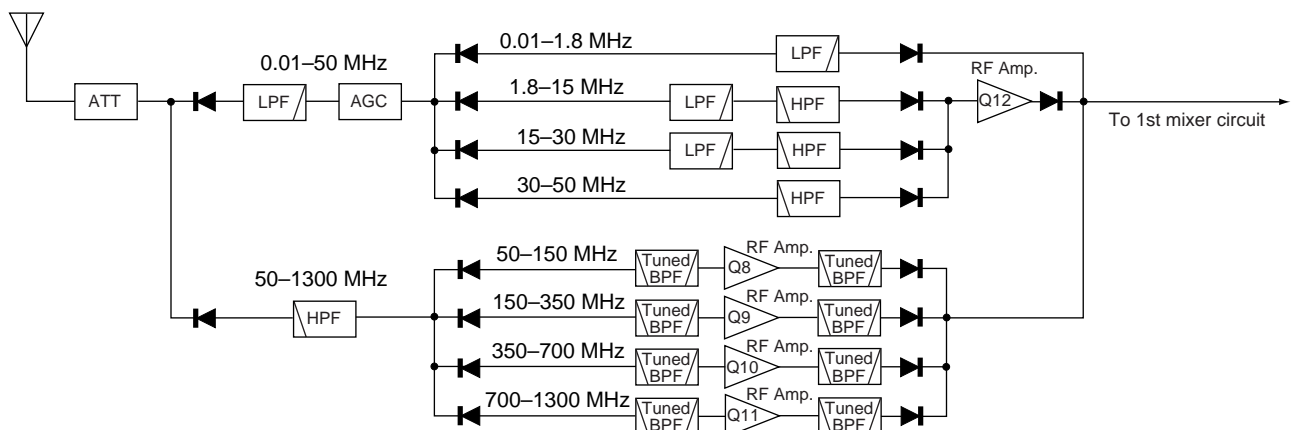 0.01–1.8 MHz
LPF
0.01–50 MHz
RF Amp.
ATT
LPF
AGC
1.8–15 MHz
LPF
HPF
Q12
To 1st mixer circuit
15–30 MHz
LPF
HPF
30–50 MHz
HPF
50–150 MHz
Tuned
BPF
RF Amp.
Q8
Tuned
BPF
50–1300 MHz
HPF
150–350 MHz
Tuned
BPF
RF Amp.
Q9
Tuned
BPF
350–700 MHz
Tuned
BPF
RF Amp.
Q10
Tuned
BPF
700–1300 MHz
Tuned
BPF
RF Amp.
Q11
Tuned
BPF